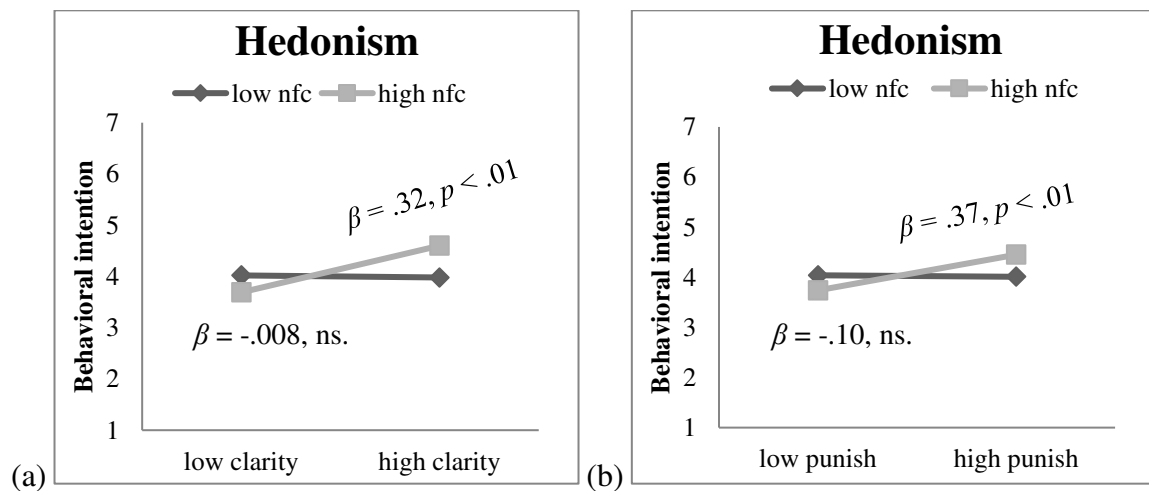 Hedonism
low nfc high nfc
7
6
5
4
3
2
1
Behavioral intention
β = .32, p < .01
β = -.008, ns.
low clarity high clarity
(a)
Hedonism
low nfc high nfc
7
6
5
4
3
2
1
Behavioral intention
β = .37, p < .01
β = -.10, ns.
low punish high punish
(b)